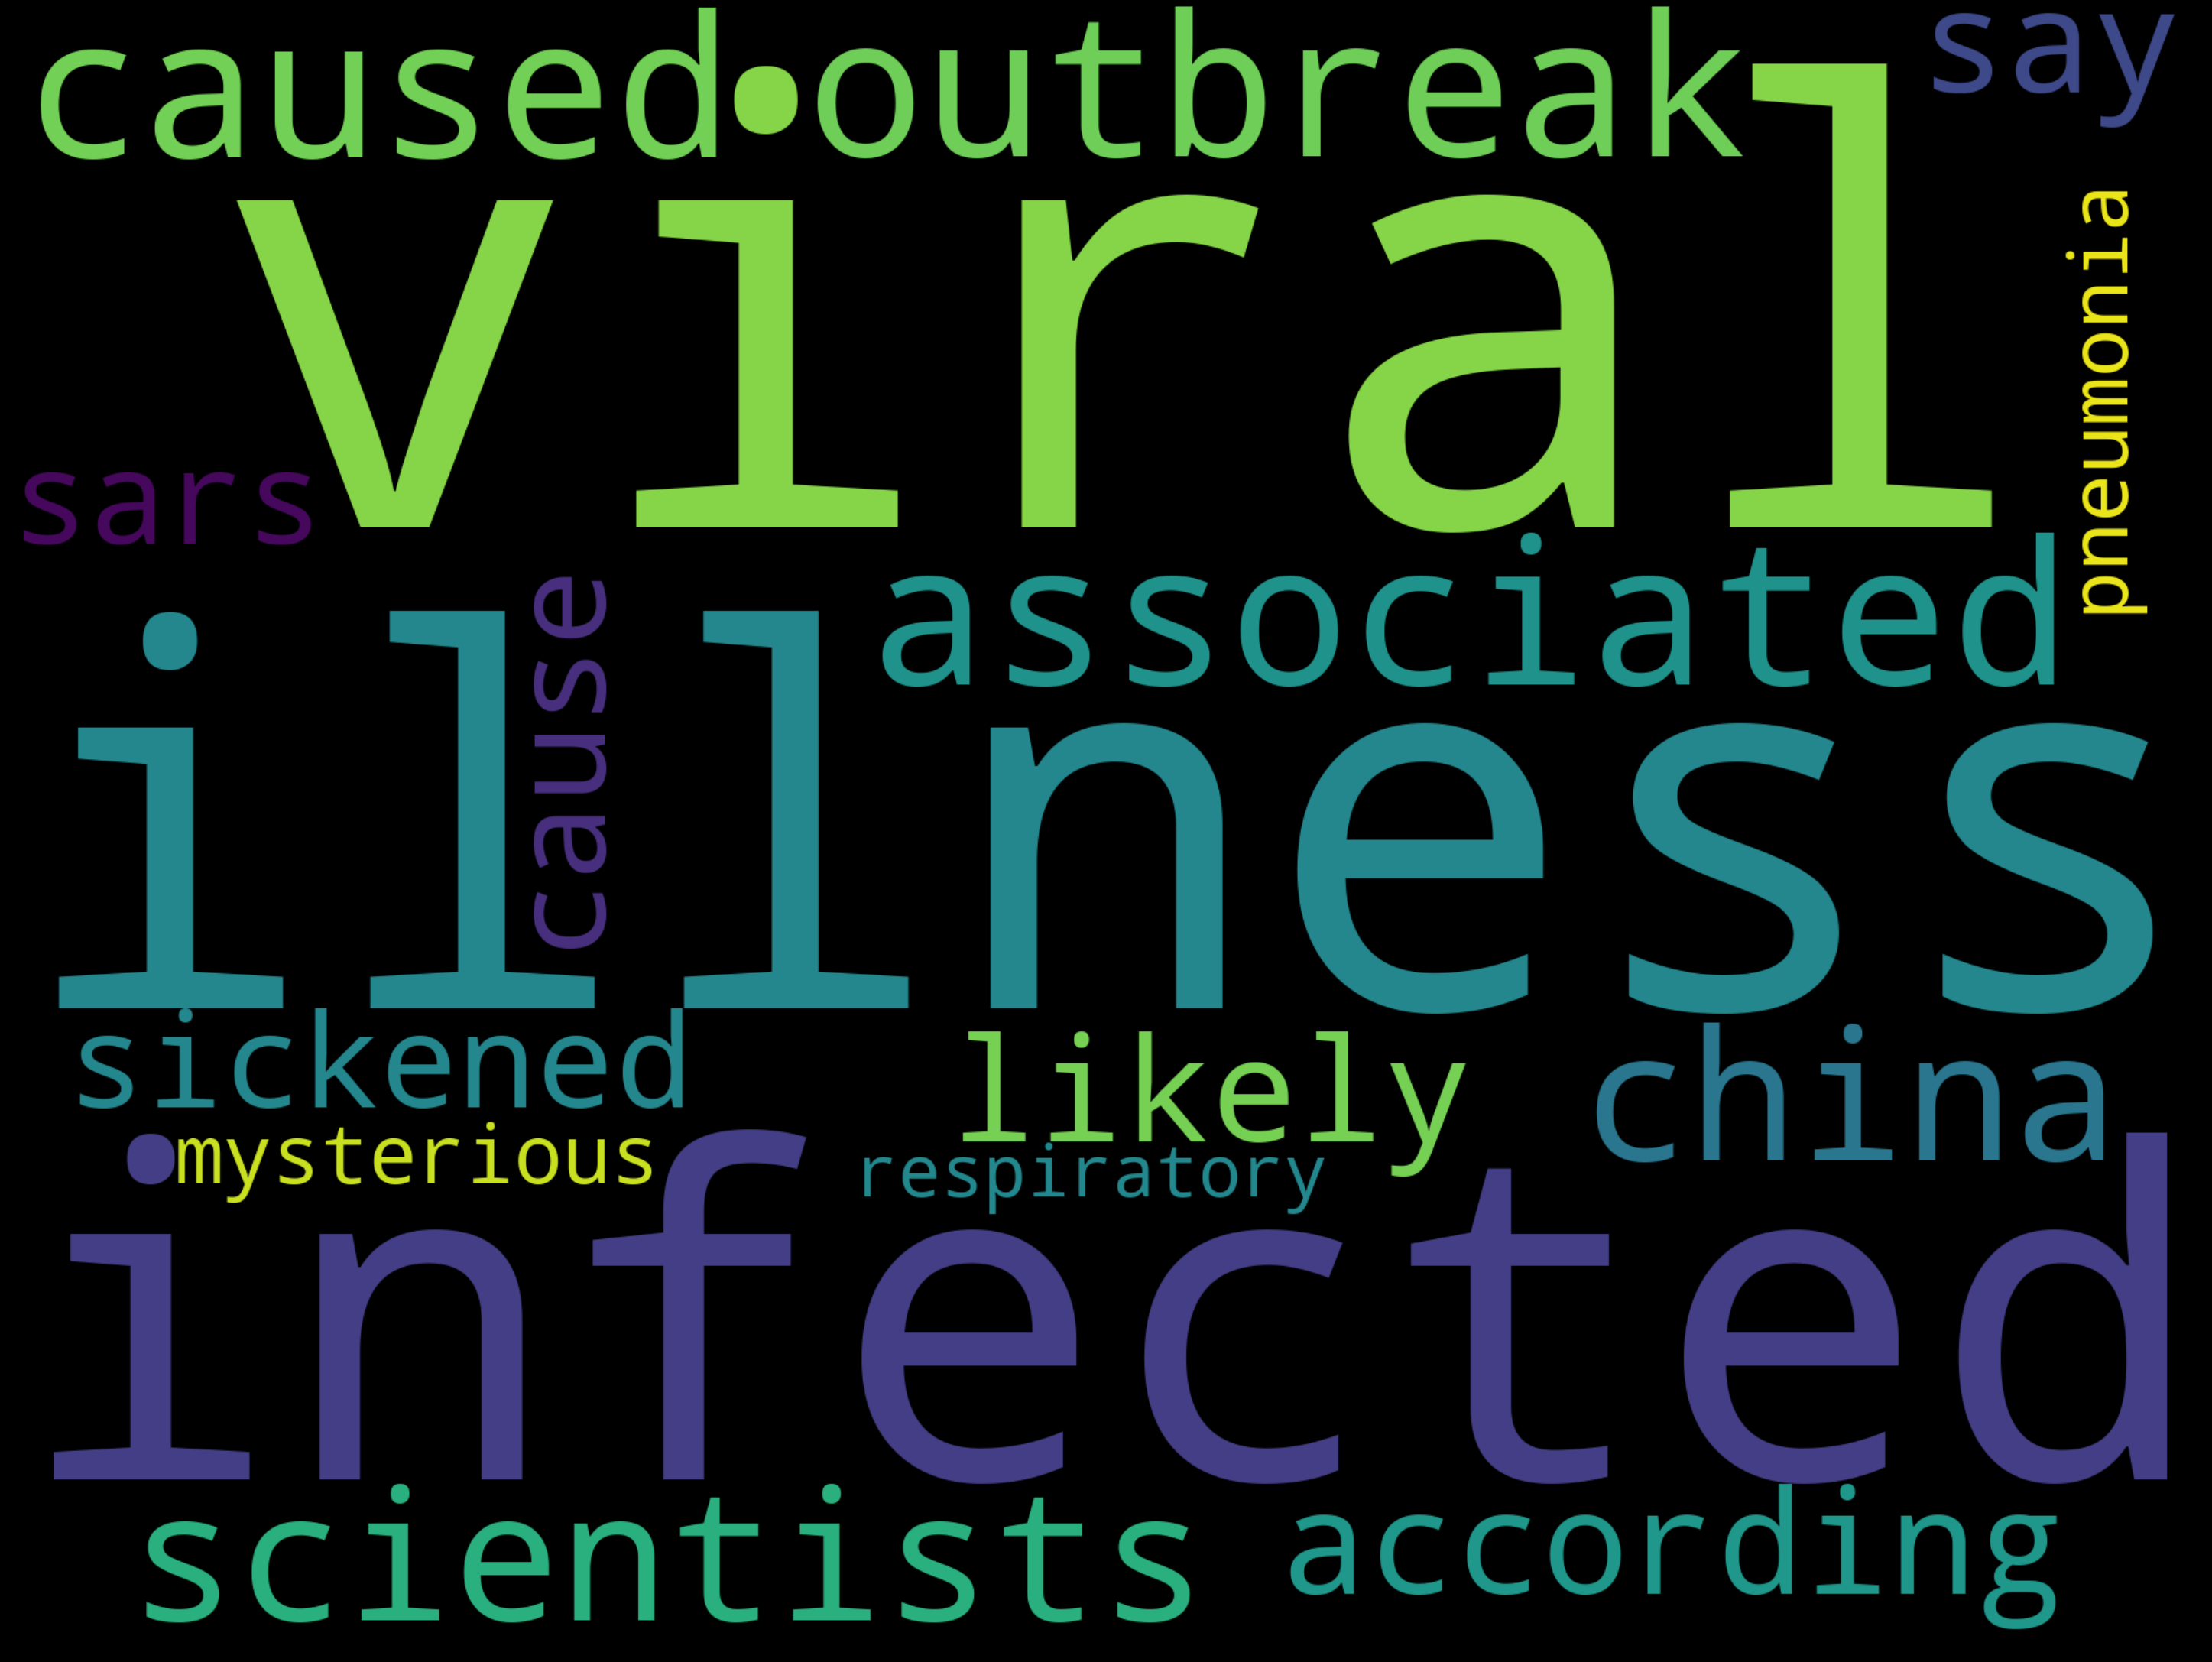 caused outbreak say
viral
pneumonia
sars
associated
cause
illness
sickened likely china
mysterious respiratory
infected
scientists according